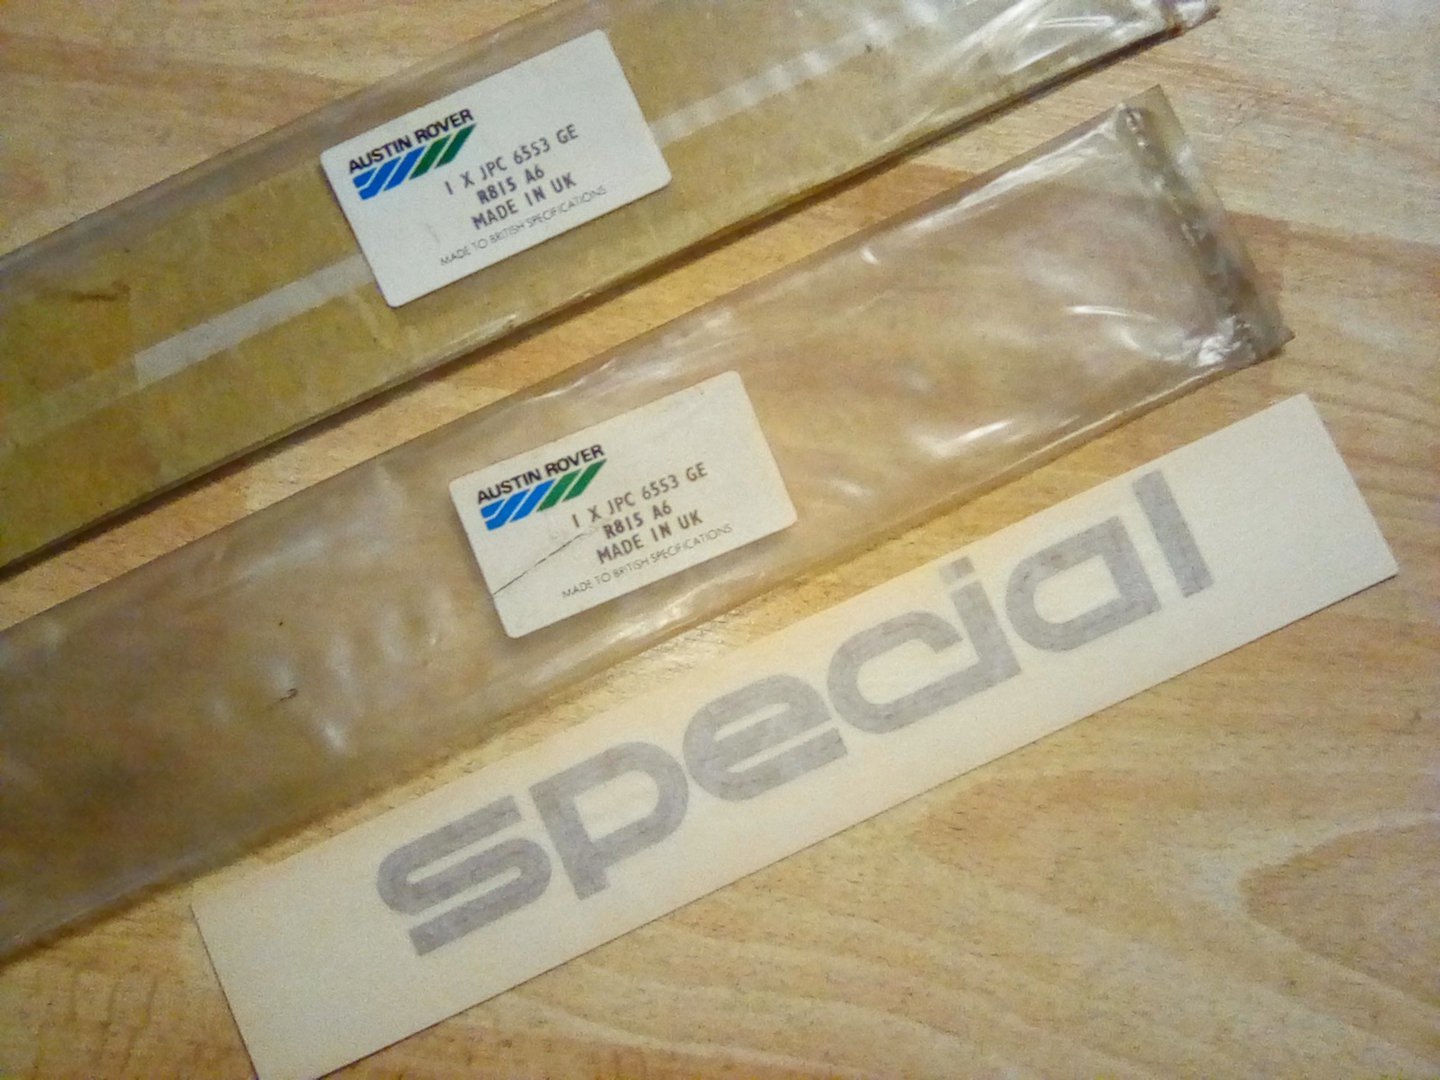 AUSTIN ROVER
1 X JPC 6553 GE
R815 A6
MADE IN UK
MADE TO BRITISH SPECIFICATIONS
AUSTIN ROVER
1 X JPC 6553 GE
R815 A6
MADE IN UK
MADE TO BRITISH SPECIFICATIONS
special